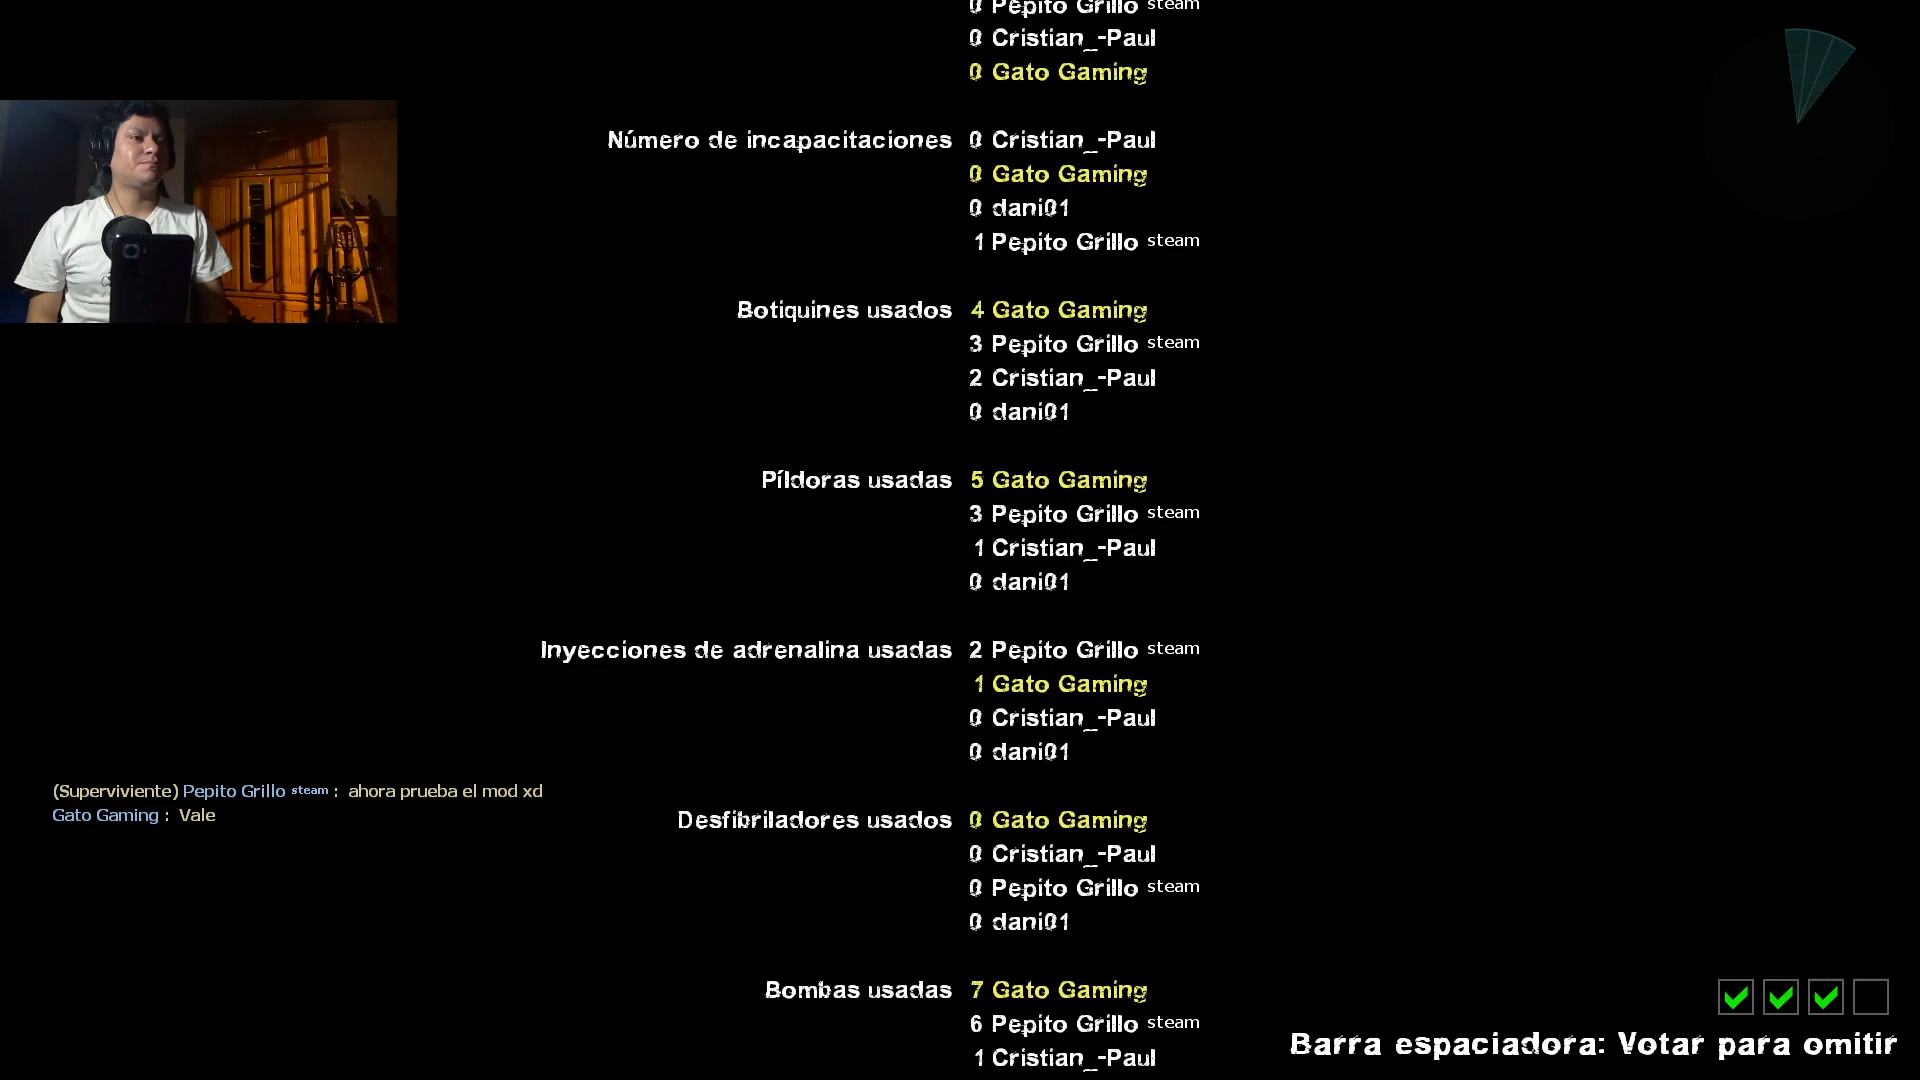 0 Pepito Grillo steam
0 Cristian_-Paul
0 Gato Gaming
Número de incapacitaciones 0 Cristian_-Paul
0 Gato Gaming
0 dani01
1 Pepito Grillo steam
Botiquines usados 4 Gato Gaming
3 Pepito Grillo steam
2 Cristian_-Paul
0 dani01
Píldoras usadas 5 Gato Gaming
3 Pepito Grillo steam
1 Cristian_-Paul
0 dani01
Inyecciones de adrenalina usadas 2 Pepito Grillo steam
1 Gato Gaming
0 Cristian_-Paul
0 dani01
(Superviviente) Pepito Grillo steam : ahora prueba el mod xd
Gato Gaming : Vale
Desfibriladores usados 0 Gato Gaming
0 Cristian_-Paul
0 Pepito Grillo steam
0 dani01
Bombas usadas 7 Gato Gaming
6 Pepito Grillo steam
1 Cristian_-Paul
Barra espaciadora: Votar para omitir